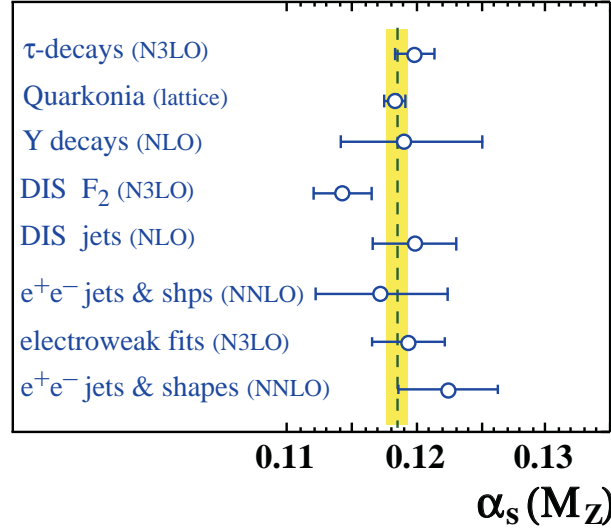 τ-decays (N3LO)
Quarkonia (lattice)
Υ decays (NLO)
DIS F₂ (N3LO)
DIS jets (NLO)
e⁺e⁻ jets & shps (NNLO)
electroweak fits (N3LO)
e⁺e⁻ jets & shapes (NNLO)
0.11 0.12 0.13
αₛ(M_Z)